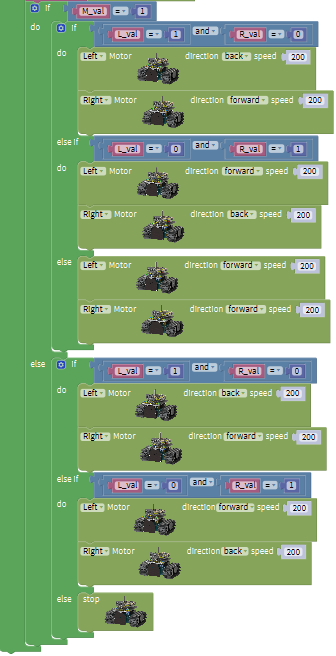 If M_val = 1
do If L_val = 1 and R_val = 0
do Left Motor direction back speed 200
Right Motor direction forward speed 200
else if L_val = 0 and R_val = 1
do Left Motor direction forward speed 200
Right Motor direction back speed 200
else Left Motor direction forward speed 200
Right Motor direction forward speed 200
else If L_val = 1 and R_val = 0
do Left Motor direction back speed 200
Right Motor direction forward speed 200
else if L_val = 0 and R_val = 1
do Left Motor direction forward speed 200
Right Motor direction back speed 200
else stop